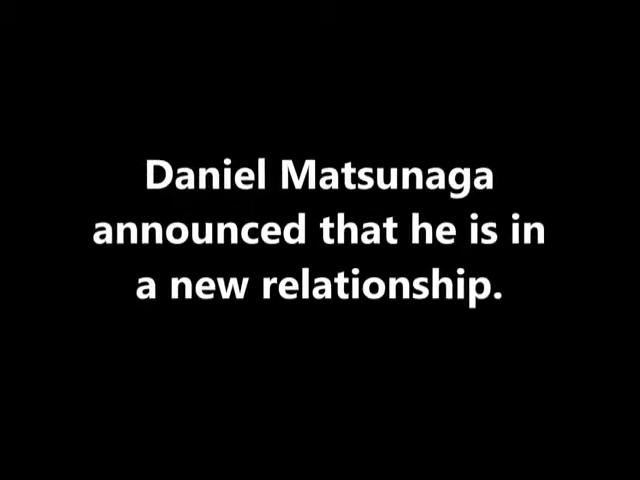 Daniel Matsunaga
announced that he is in
a new relationship.